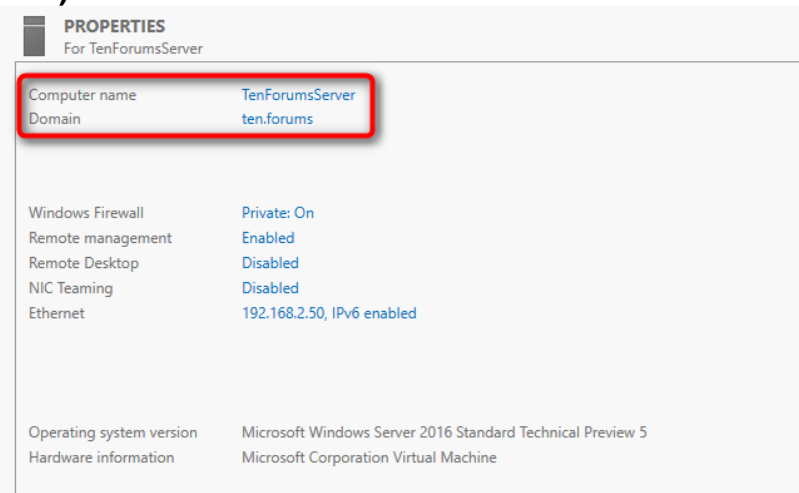 PROPERTIES
For TenForumsServer
Computer name TenForumsServer
Domain ten.forums
Windows Firewall Private: On
Remote management Enabled
Remote Desktop Disabled
NIC Teaming Disabled
Ethernet 192.168.2.50, IPv6 enabled
Operating system version Microsoft Windows Server 2016 Standard Technical Preview 5
Hardware information Microsoft Corporation Virtual Machine